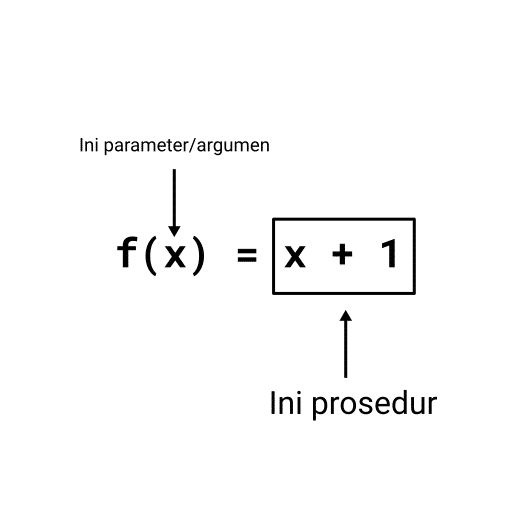 Ini parameter/argumen
f(x) = x + 1
Ini prosedur